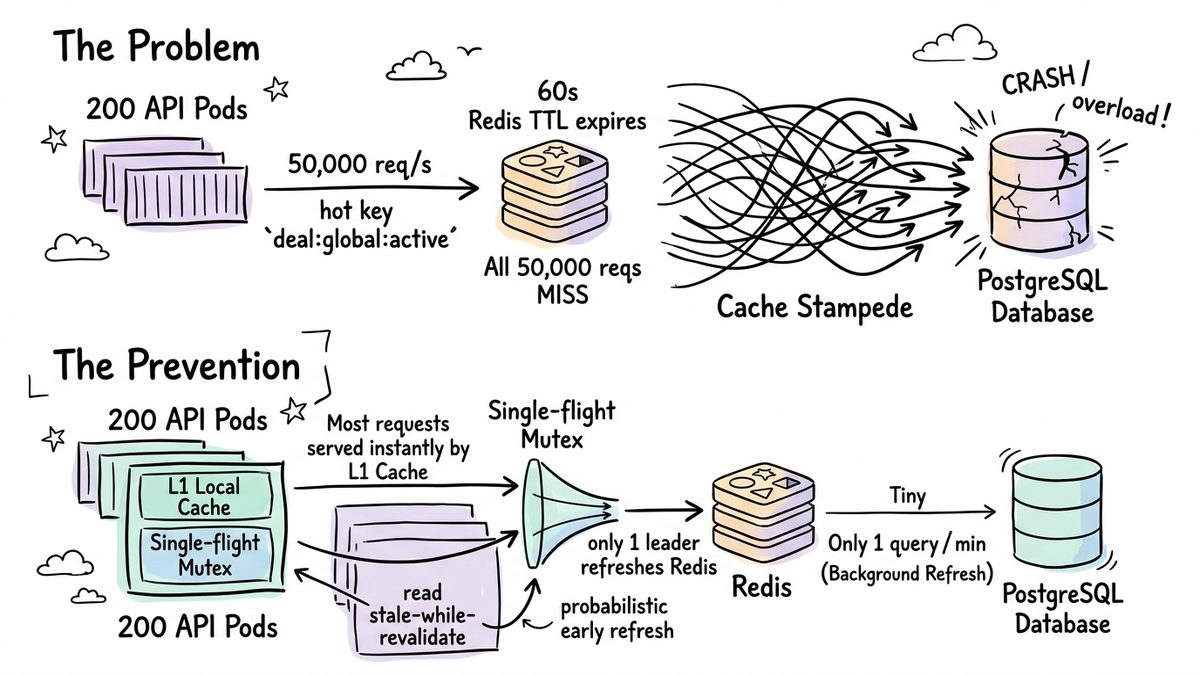 The Problem
200 API Pods
50,000 req/s
hot key
`deal:global:active´
60s
Redis TTL expires
All 50,000 reqs
MISS
Cache Stampede
CRASH/
overload!
PostgreSQL
Database
The Prevention
200 API Pods
L1 Local
Cache
Single-flight
Mutex
200 API Pods
Most requests
served instantly by
L1 Cache
read
stale-while-
revalidate
Single-flight
Mutex
only 1 leader
refreshes Redis
probabilistic
early refresh
Redis
Tiny
Only 1 query/min
(Background Refresh)
PostgreSQL
Database